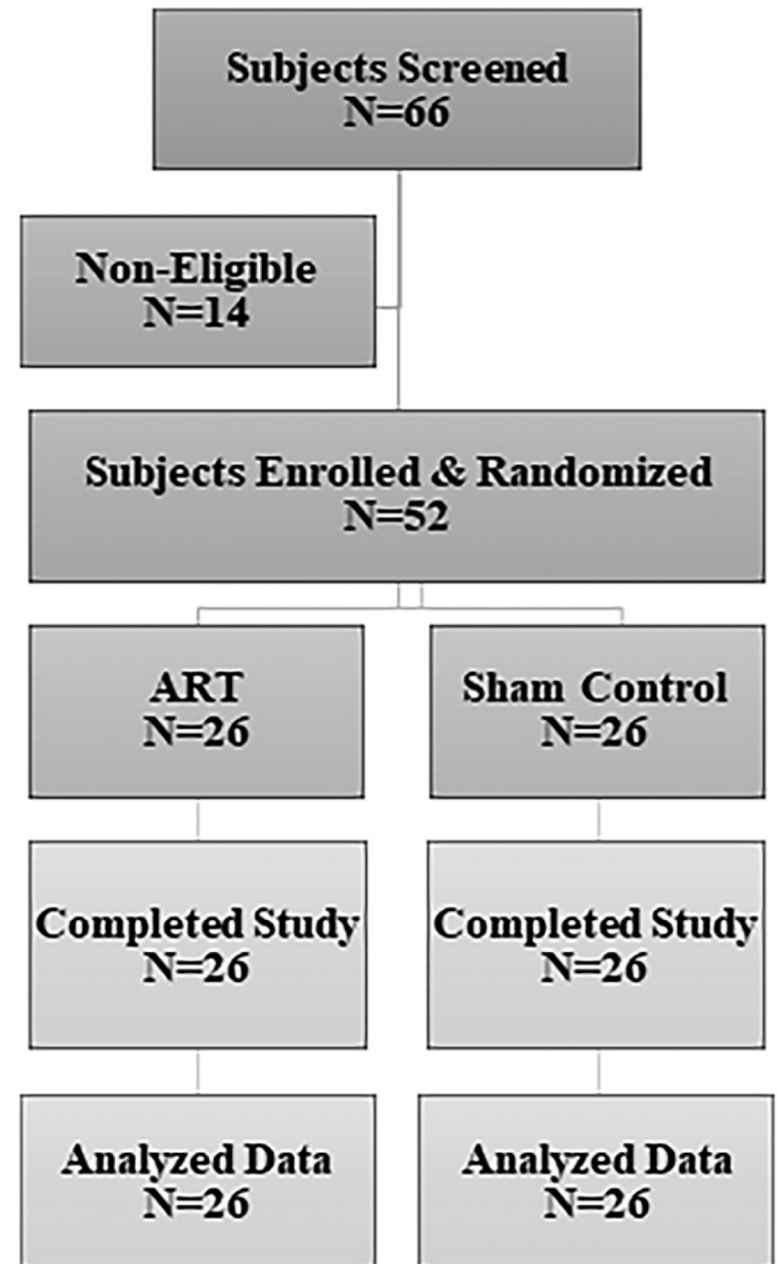 Subjects Screened
N=66
Non-Eligible
N=14
Subjects Enrolled & Randomized
N=52
ART
N=26
Sham Control
N=26
Completed Study
N=26
Completed Study
N=26
Analyzed Data
N=26
Analyzed Data
N=26